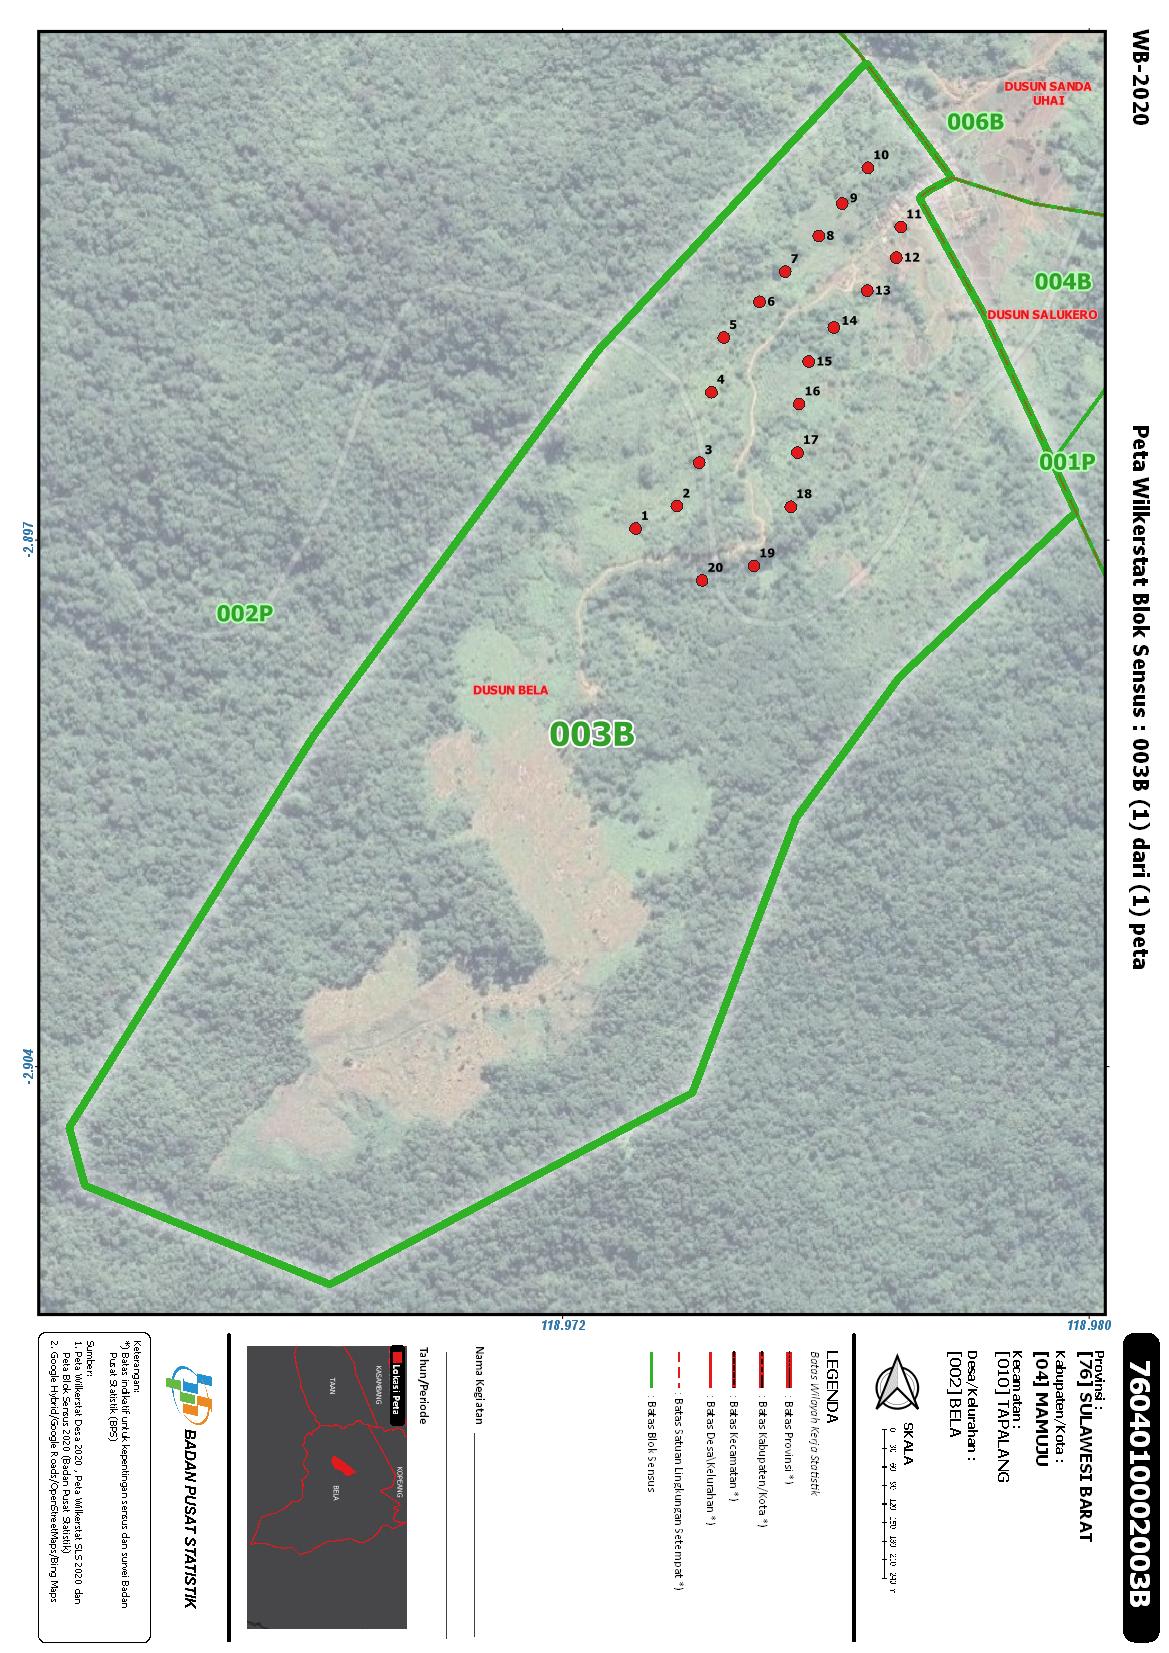 WB-2020
Peta Wilkerstat Blok Sensus : 003B (1) dari (1) peta
7604010002003B
Provinsi :
[76] SULAWESI BARAT
Kabupaten/Kota :
[04] MAMUJU
Kecamatan :
[010] TAPALANG
Desa/Kelurahan :
[002] BELA
SKALA
0 30 60 90 120 150 180 210 240 m
LEGENDA
Batas Wilayah Kerja Statistik
: Batas Provinsi *)
: Batas Kabupaten/Kota *)
: Batas Kecamatan *)
: Batas Desa\Kelurahan *)
: Batas Satuan Lingkungan Setempat *)
: Batas Blok Sensus
Nama Kegiatan
Tahun/Periode
Lokasi Peta
KOPEANG
KASAMBANG
TAAN
BELA
BADAN PUSAT STATISTIK
Keterangan:
*) Batas indikatif untuk kepentingan sensus dan survei Badan
Pusat Statistik (BPS)
Sumber:
1. Peta Wilkerstat Desa 2020 , Peta Wilkerstat SLS 2020 dan
Peta Blok Sensus 2020 (Badan Pusat Statistik)
2. Google Hybrid/Google Roads/OpenStreetMaps/Bing Maps
DUSUN SANDA
UHAI
006B
004B
DUSUN SALUKERO
001P
003B
DUSUN BELA
002P
1
2
3
4
5
6
7
8
9
10
11
12
13
14
15
16
17
18
19
20
118.980
118.972
-2.897
-2.904